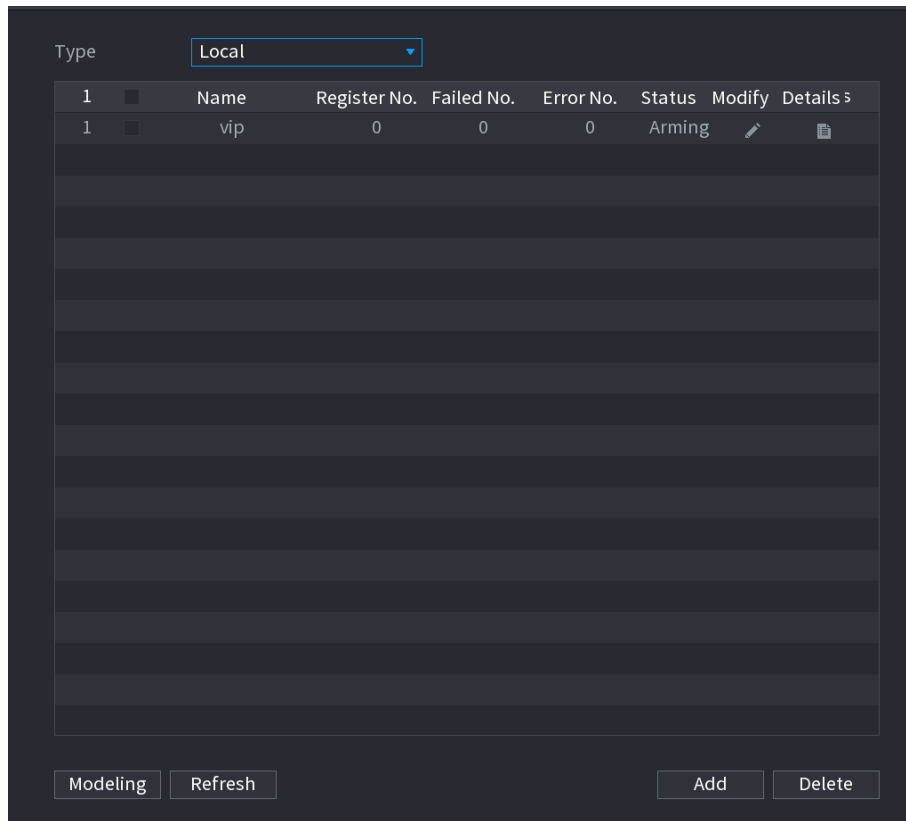 Type Local
1 Name Register No. Failed No. Error No. Status Modify Details s
1 vip 0 0 0 Arming
Modeling Refresh Add Delete